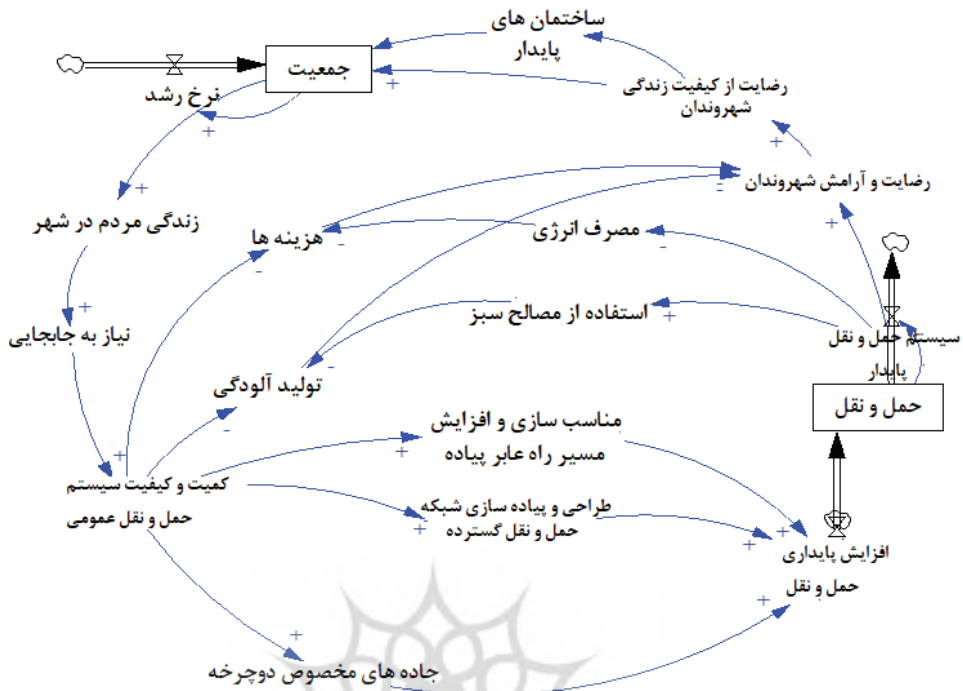 ساختمان های
پایدار
جمعیت
نرخ رشد
رضایت از کیفیت زندگی
شهروندان
رضایت و آرامش شهروندان
زندگی مردم در شهر
هزینه ها
مصرف انرژی
استفاده از مصالح سبز
نیاز به جابجایی
سیستم حمل و نقل
پایدار
تولید آلودگی
حمل و نقل
مناسب سازی و افزایش
مسیر راه عابر پیاده
کمیت و کیفیت سیستم
حمل و نقل عمومی
طراحی و پیاده سازی شبکه
حمل و نقل گسترده
افزایش پایداری
حمل و نقل
جاده های مخصوص دوچرخه